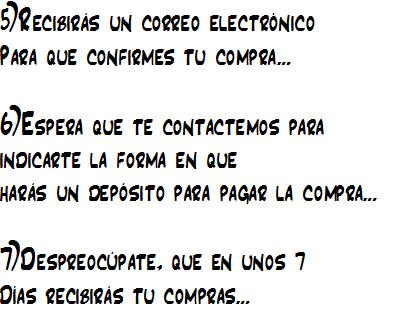 5)Recibirás un correo electrónico
Para que confirmes tu compra...
6)Espera que te contactemos para
indicarte la forma en que
harás un depósito para pagar la compra...
7)Despreocúpate, que en unos 7
Días recibirás tu compras...